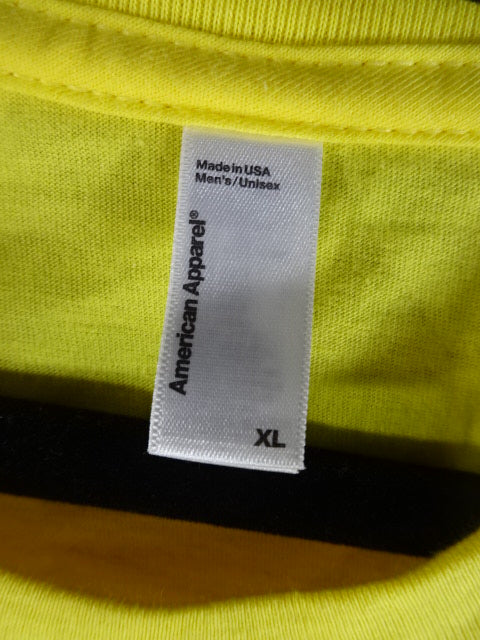 Made in USA
Men's/Unisex
American Apparel®
XL